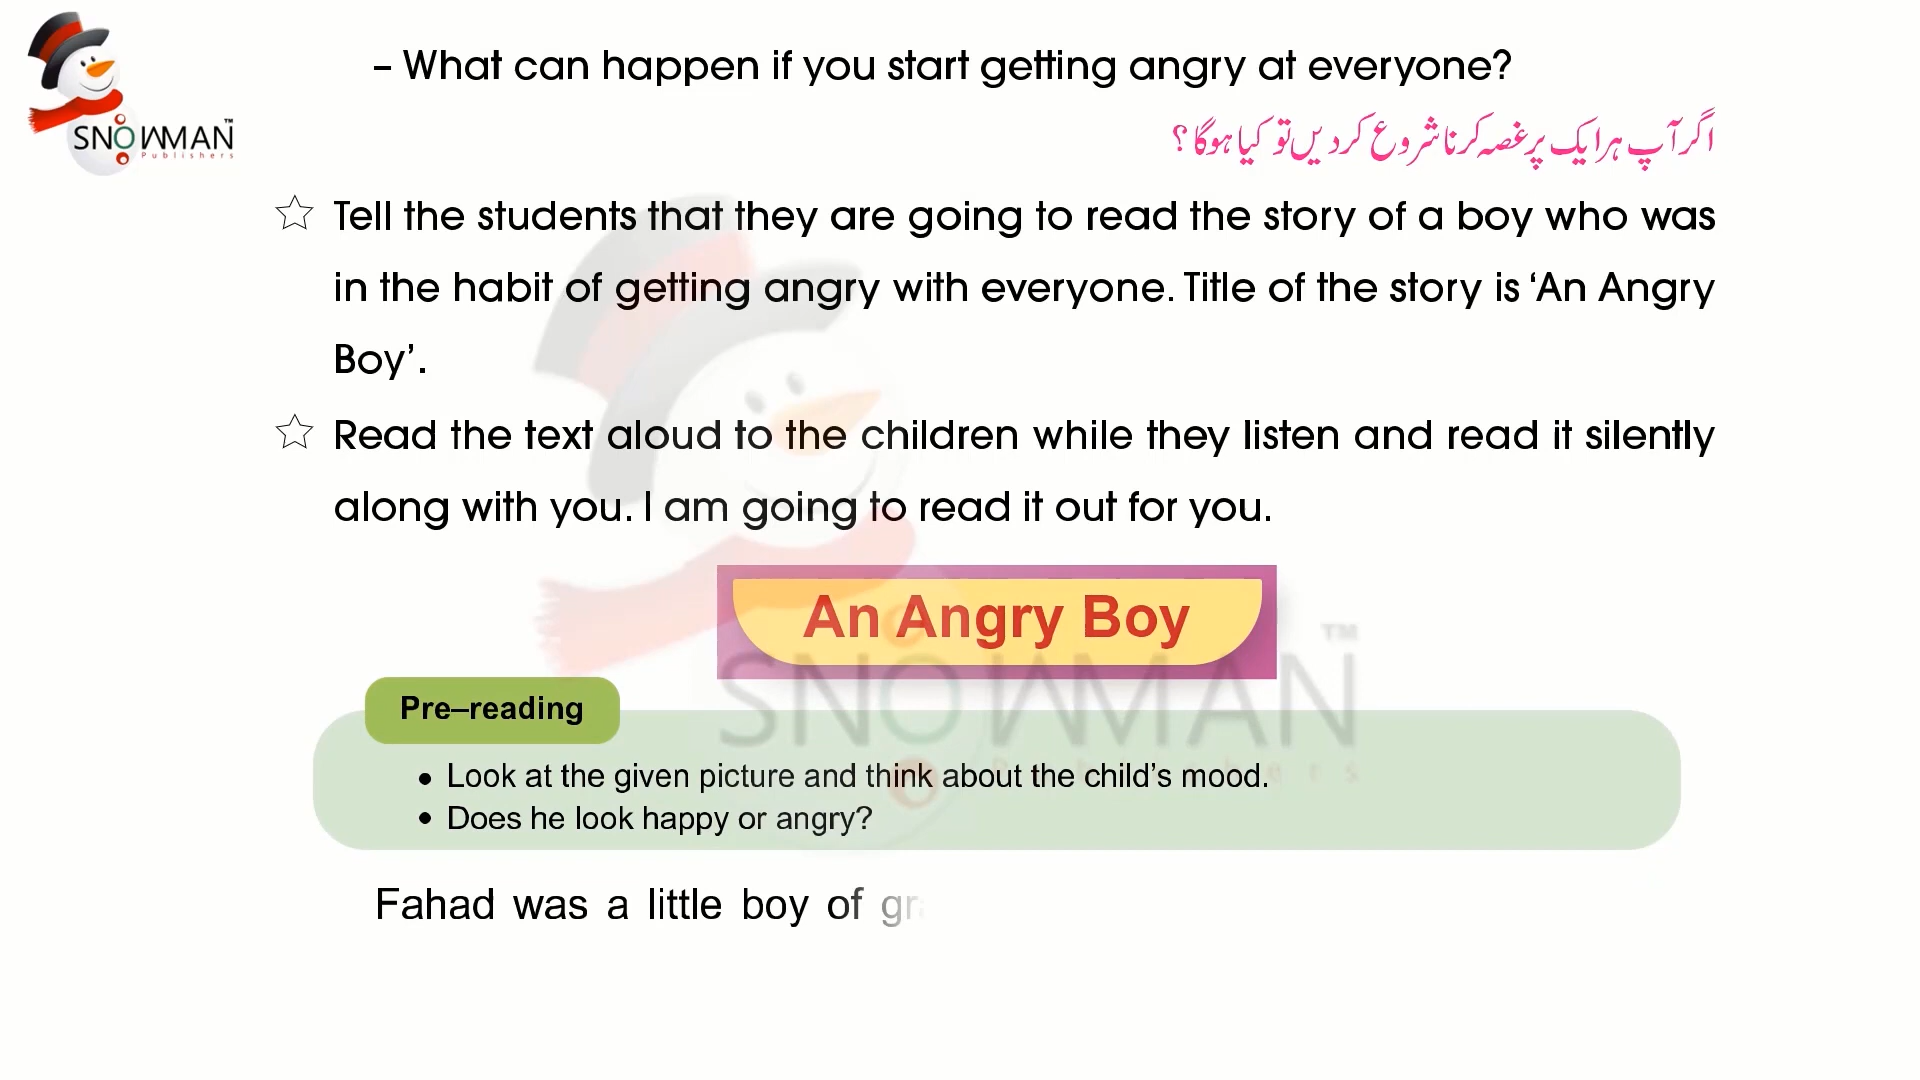 SNOWMAN™
Publishers
– What can happen if you start getting angry at everyone?
اگر آپ ہر ایک پر غصہ کرنا شروع کر دیں تو کیا ہوگا؟
☆ Tell the students that they are going to read the story of a boy who was
in the habit of getting angry with everyone. Title of the story is ‘An Angry
Boy’.
☆ Read the text aloud to the children while they listen and read it silently
along with you. I am going to read it out for you.
An Angry Boy
SNOWMAN™
Publishers
Pre–reading
• Look at the given picture and think about the child’s mood.
• Does he look happy or angry?
Fahad was a little boy of